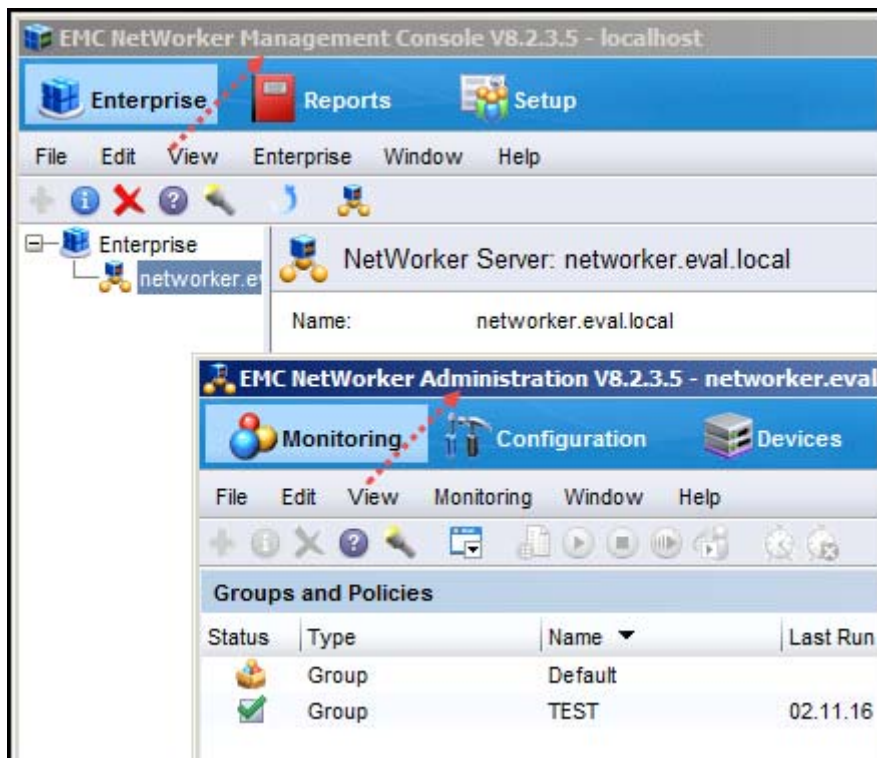 EMC NetWorker Management Console V8.2.3.5 - localhost
Enterprise Reports Setup
File Edit View Enterprise Window Help
Enterprise
networker.ev
NetWorker Server: networker.eval.local
Name: networker.eval.local
EMC NetWorker Administration V8.2.3.5 - networker.eval
Monitoring Configuration Devices
File Edit View Monitoring Window Help
Groups and Policies
Status Type Name Last Run
Group Default
Group TEST 02.11.16